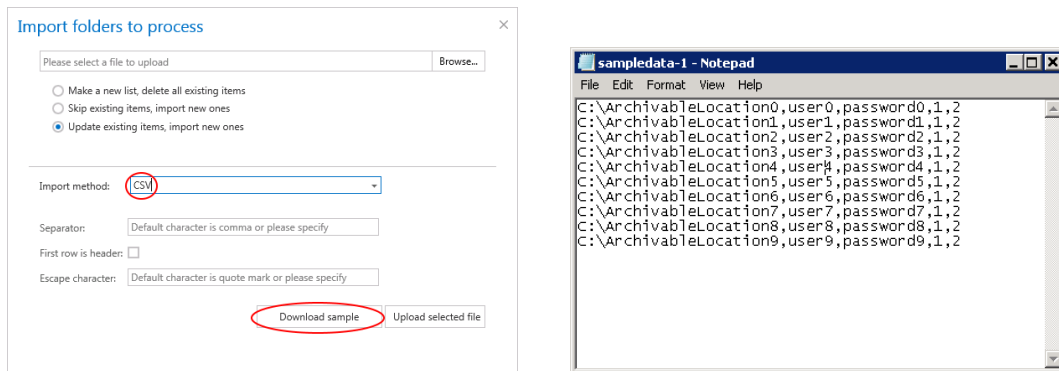 Import folders to process
Please select a file to upload
Browse...
Make a new list, delete all existing items
Skip existing items, import new ones
Update existing items, import new ones
Import method:
CSV
Separator:
Default character is comma or please specify
First row is header:
Escape character:
Default character is quote mark or please specify
Download sample
Upload selected file
sampledata-1 - Notepad
File Edit Format View Help
C:\ArchivableLocation0,user0,password0,1,2
C:\ArchivableLocation1,user1,password1,1,2
C:\ArchivableLocation2,user2,password2,1,2
C:\ArchivableLocation3,user3,password3,1,2
C:\ArchivableLocation4,user4,password4,1,2
C:\ArchivableLocation5,user5,password5,1,2
C:\ArchivableLocation6,user6,password6,1,2
C:\ArchivableLocation7,user7,password7,1,2
C:\ArchivableLocation8,user8,password8,1,2
C:\ArchivableLocation9,user9,password9,1,2